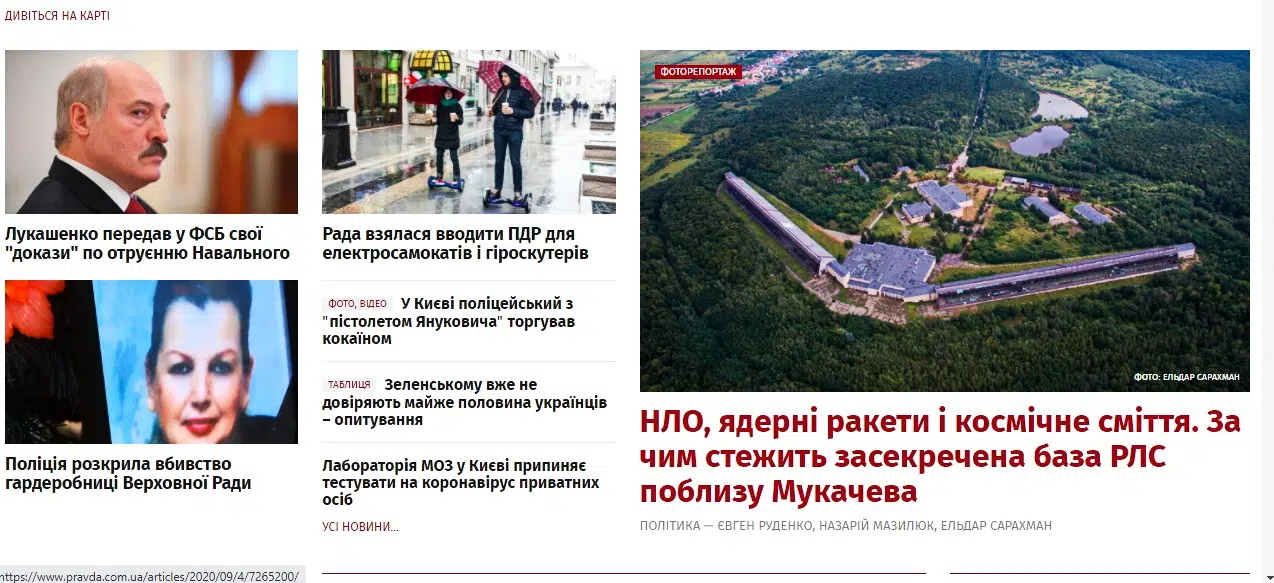 ДИВІТЬСЯ НА КАРТІ
Лукашенко передав у ФСБ свої
"докази" по отруєнню Навального
Поліція розкрила вбивство
гардеробниці Верховної Ради
Рада взялася вводити ПДР для
електросамокатів і гіроскутерів
ФОТО, ВІДЕО У Києві поліцейський з
"пістолетом Януковича" торгував
кокаїном
ТАБЛИЦЯ Зеленському вже не
довіряють майже половина українців
– опитування
Лабораторія МОЗ у Києві припиняє
тестувати на коронавірус приватних
осіб
УСІ НОВИНИ...
ФОТОРЕПОРТАЖ
ФОТО: ЕЛЬДАР САРАХМАН
НЛО, ядерні ракети і космічне сміття. За
чим стежить засекречена база РЛС
поблизу Мукачева
ПОЛІТИКА — ЄВГЕН РУДЕНКО, НАЗАРІЙ МАЗИЛЮК, ЕЛЬДАР САРАХМАН
https://www.pravda.com.ua/articles/2020/09/4/7265200/